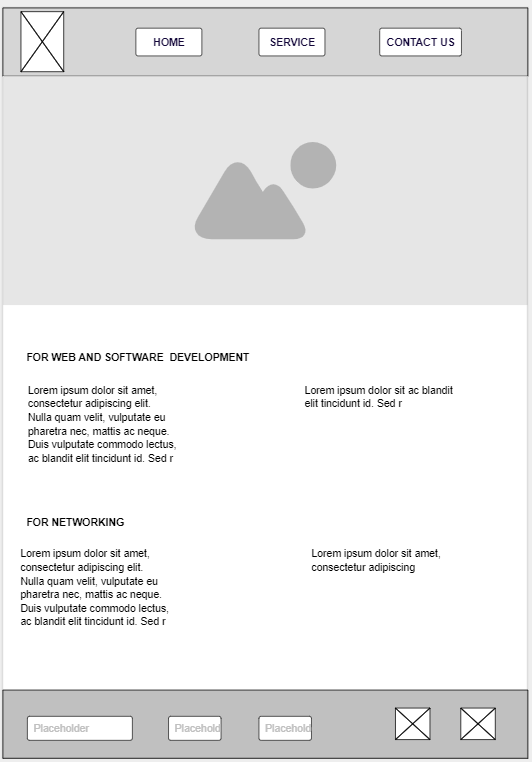 HOME
SERVICE
CONTACT US
FOR WEB AND SOFTWARE  DEVELOPMENT
Lorem ipsum dolor sit amet,
consectetur adipiscing elit.
Nulla quam velit, vulputate eu
pharetra nec, mattis ac neque.
Duis vulputate commodo lectus,
ac blandit elit tincidunt id. Sed r
Lorem ipsum dolor sit ac blandit
elit tincidunt id. Sed r
FOR NETWORKING
Lorem ipsum dolor sit amet,
consectetur adipiscing elit.
Nulla quam velit, vulputate eu
pharetra nec, mattis ac neque.
Duis vulputate commodo lectus,
ac blandit elit tincidunt id. Sed r
Lorem ipsum dolor sit amet,
consectetur adipiscing
Placeholder
Placehold
Placehold